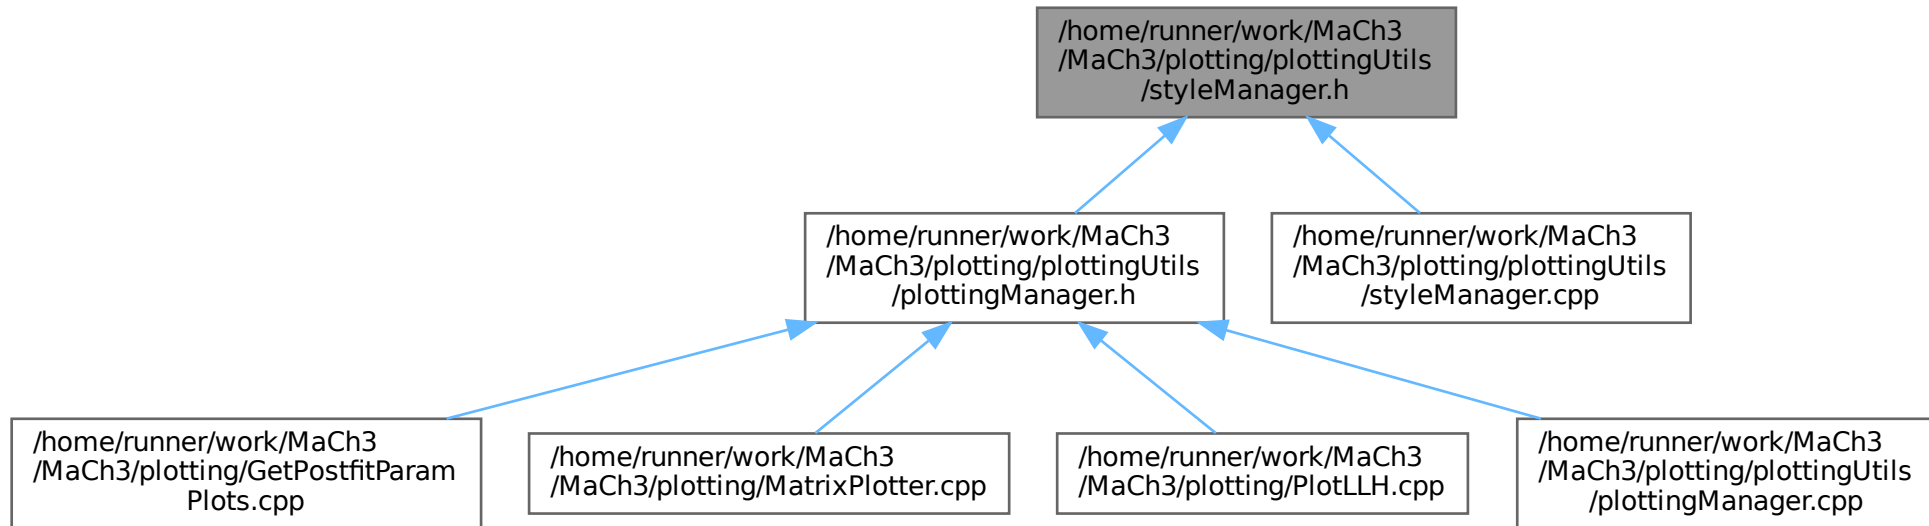 /home/runner/work/MaCh3
/MaCh3/plotting/plottingUtils
/styleManager.h
/home/runner/work/MaCh3
/MaCh3/plotting/plottingUtils
/plottingManager.h
/home/runner/work/MaCh3
/MaCh3/plotting/plottingUtils
/styleManager.cpp
/home/runner/work/MaCh3
/MaCh3/plotting/GetPostfitParam
Plots.cpp
/home/runner/work/MaCh3
/MaCh3/plotting/MatrixPlotter.cpp
/home/runner/work/MaCh3
/MaCh3/plotting/PlotLLH.cpp
/home/runner/work/MaCh3
/MaCh3/plotting/plottingUtils
/plottingManager.cpp